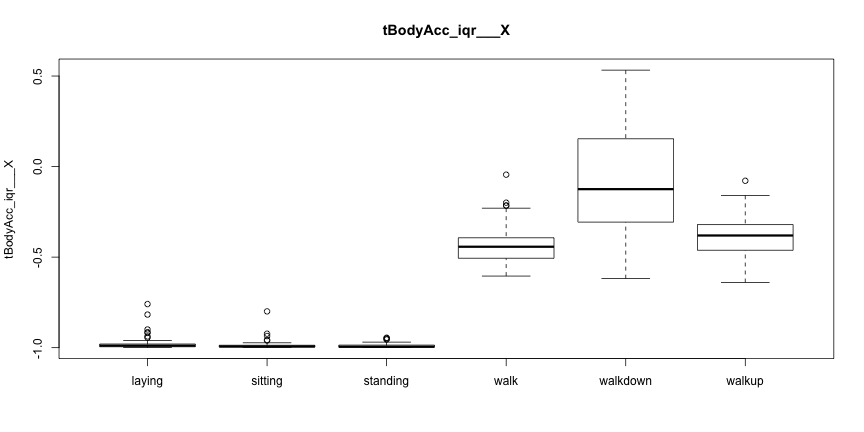 tBodyAcc_iqr___X
tBodyAcc_iqr___X
0.5
0.0
-0.5
-1.0
laying sitting standing walk walkdown walkup